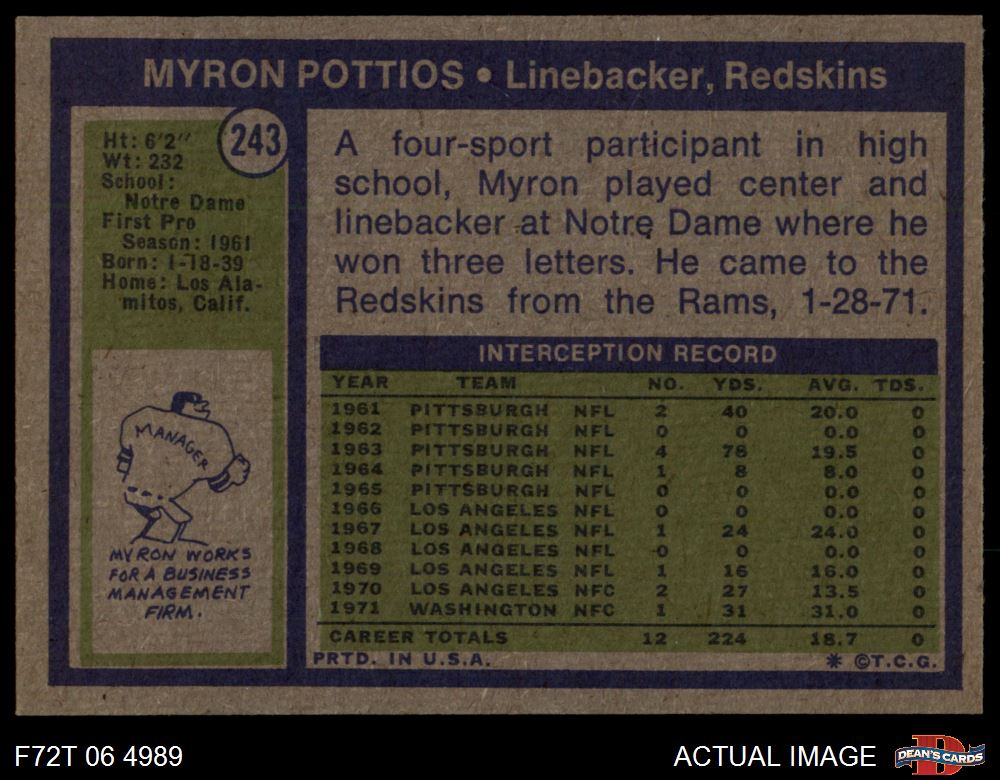 MYRON POTTIOS • Linebacker, Redskins
243
Ht: 6'2"
Wt: 232
School:
Notre Dame
First Pro
Season: 1961
Born: 1-18-39
Home: Los Ala-
mitos, Calif.
A four-sport participant in high
school, Myron played center and
linebacker at Notre Dame where he
won three letters. He came to the
Redskins from the Rams, 1-28-71.
MANAGER
MYRON WORKS
FOR A BUSINESS
MANAGEMENT
FIRM.
INTERCEPTION RECORD
YEAR TEAM NO. YDS. AVG. TDS.
1961 PITTSBURGH NFL 2 40 20.0 0
1962 PITTSBURGH NFL 0 0 0.0 0
1963 PITTSBURGH NFL 4 78 19.5 0
1964 PITTSBURGH NFL 1 8 8.0 0
1965 PITTSBURGH NFL 0 0 0.0 0
1966 LOS ANGELES NFL 0 0 0.0 0
1967 LOS ANGELES NFL 1 24 24.0 0
1968 LOS ANGELES NFL 0 0 0.0 0
1969 LOS ANGELES NFL 1 16 16.0 0
1970 LOS ANGELES NFC 2 27 13.5 0
1971 WASHINGTON NFC 1 31 31.0 0
CAREER TOTALS 12 224 18.7 0
PRTD. IN U.S.A. * ©T.C.G.
F72T 06 4989 ACTUAL IMAGE
DEAN'S CARDS